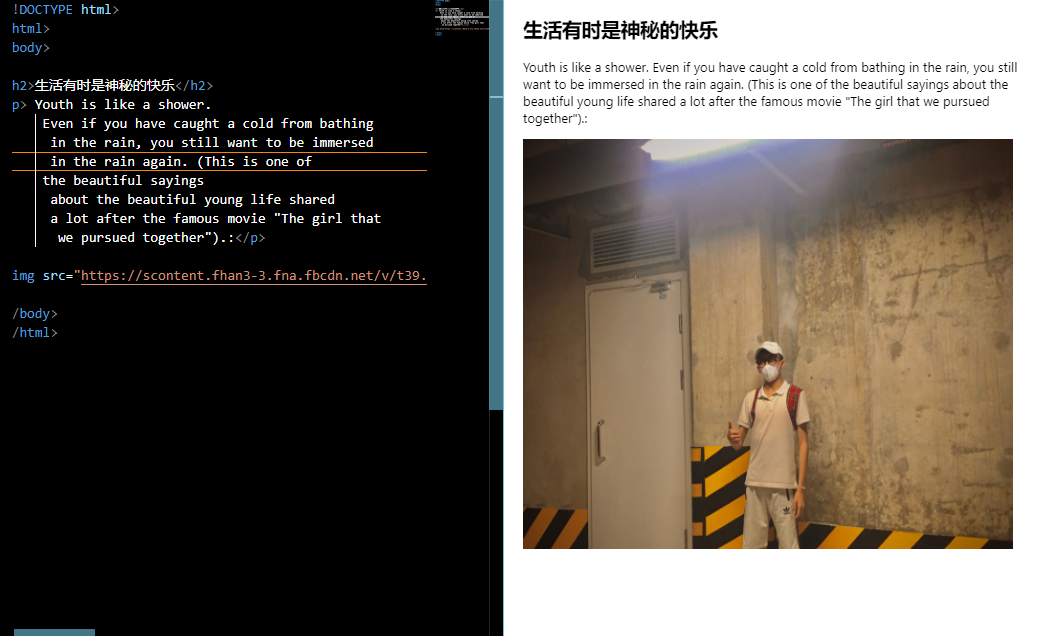 !DOCTYPE html>
html>
body>
h2>生活有时是神秘的快乐</h2>
p> Youth is like a shower.
Even if you have caught a cold from bathing
in the rain, you still want to be immersed
in the rain again. (This is one of
the beautiful sayings
about the beautiful young life shared
a lot after the famous movie "The girl that
we pursued together").:</p>
img src="https://scontent.fhan3-3.fna.fbcdn.net/v/t39.
/body>
/html>
生活有时是神秘的快乐
Youth is like a shower. Even if you have caught a cold from bathing in the rain, you still
want to be immersed in the rain again. (This is one of the beautiful sayings about the
beautiful young life shared a lot after the famous movie "The girl that we pursued
together").: